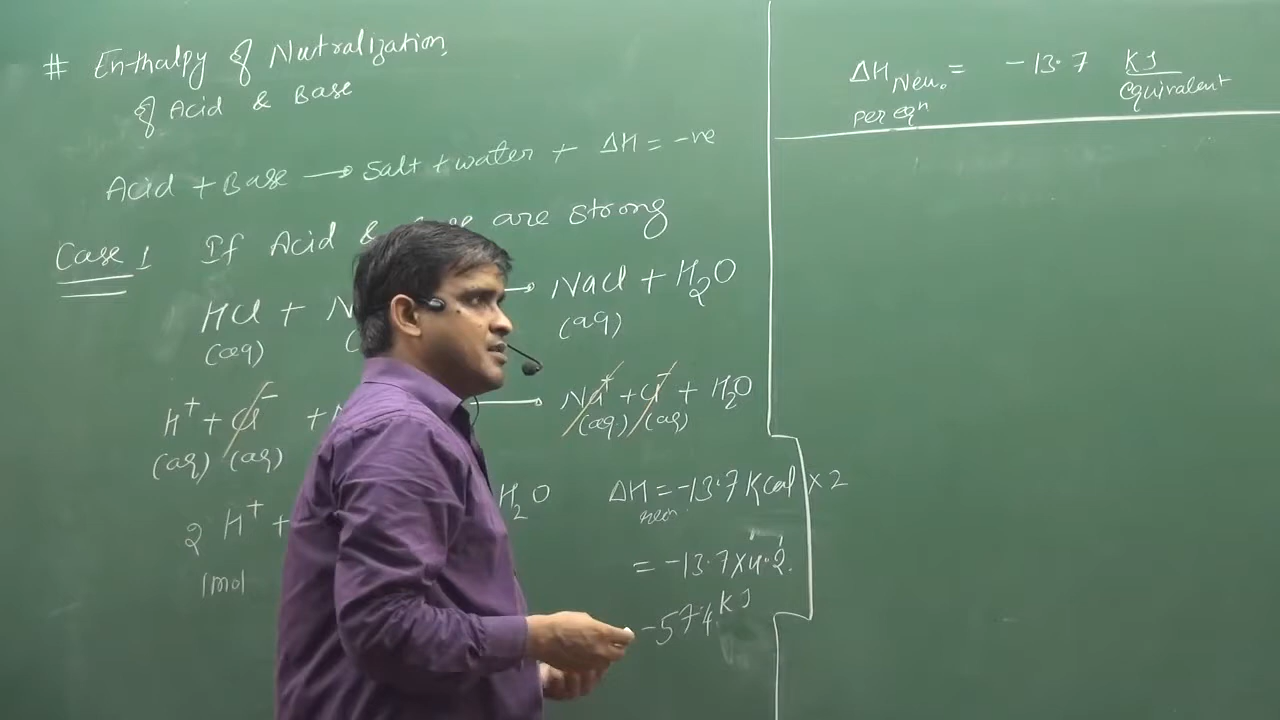 # Enthalpy of Nutralization
of Acid & Base
Acid + Base → Salt + water + ΔH = -ve
Case 1 If Acid & are strong
HCl + N → NaCl + H2O
(aq) (aq)
H+ + Cl- + → Na+ + Cl- + H2O
(aq) (aq) (aq) (aq)
2 H+ + H2O ΔH = -13.7 Kcal × 2
1mol neu.
= -13.7 × 4.2
-57.4 KJ
ΔH Neu. = -13.7 KJ
per eqn equivalent